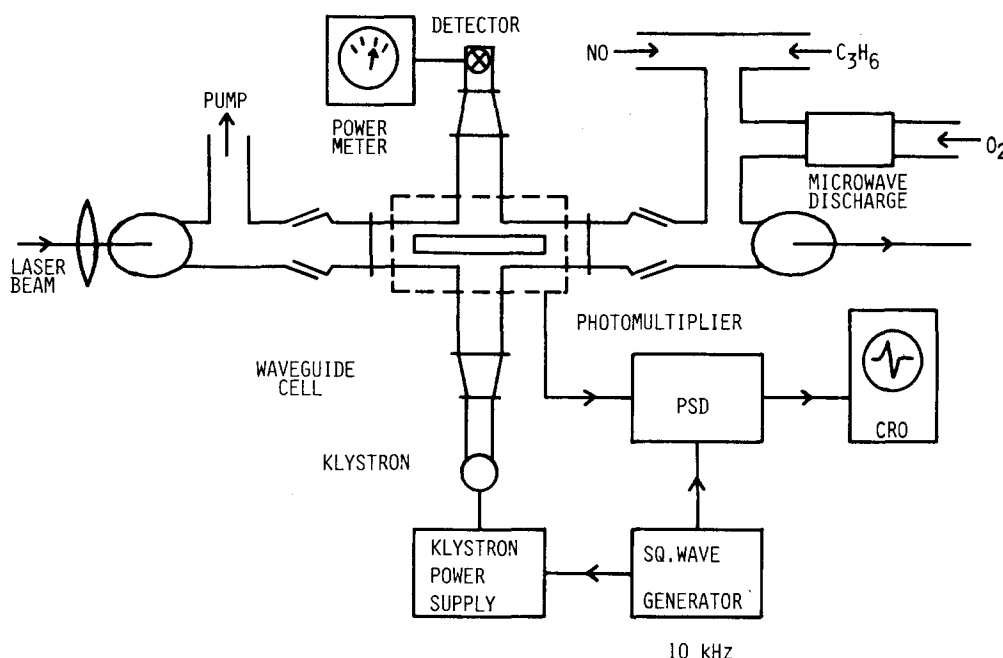 DETECTOR
NO
C₃H₆
PUMP
POWER
METER
O₂
MICROWAVE
DISCHARGE
LASER
BEAM
PHOTOMULTIPLIER
WAVEGUIDE
CELL
PSD
CRO
KLYSTRON
KLYSTRON
POWER
SUPPLY
SQ.WAVE
GENERATOR
10 kHz